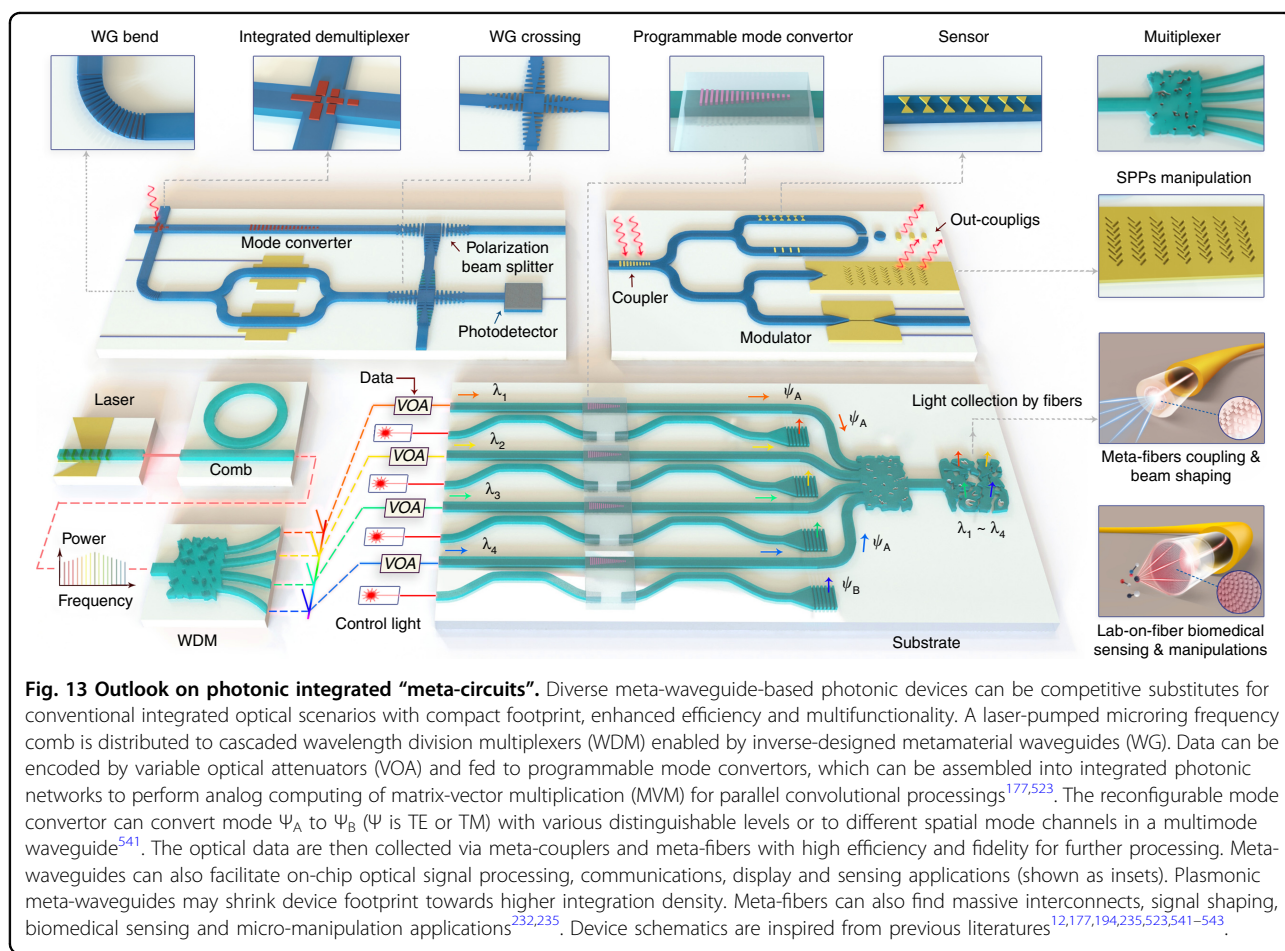 WG bend
Integrated demultiplexer
WG crossing
Programmable mode convertor
Sensor
Muitiplexer
SPPs manipulation
Mode converter
Polarization
beam splitter
Photodetector
Out-coupligs
Coupler
Modulator
Data
Laser
VOA
λ1
ΨA
ΨA
Light collection by fibers
λ2
Comb
VOA
λ3
Meta-fibers coupling &
beam shaping
VOA
λ4
λ1 ~ λ4
Power
ΨA
VOA
Frequency
ΨB
WDM
Control light
Substrate
Lab-on-fiber biomedical
sensing & manipulations
Fig. 13 Outlook on photonic integrated “meta-circuits”. Diverse meta-waveguide-based photonic devices can be competitive substitutes for
conventional integrated optical scenarios with compact footprint, enhanced efficiency and multifunctionality. A laser-pumped microring frequency
comb is distributed to cascaded wavelength division multiplexers (WDM) enabled by inverse-designed metamaterial waveguides (WG). Data can be
encoded by variable optical attenuators (VOA) and fed to programmable mode convertors, which can be assembled into integrated photonic
networks to perform analog computing of matrix-vector multiplication (MVM) for parallel convolutional processings177,523. The reconfigurable mode
convertor can convert mode ΨA to ΨB (Ψ is TE or TM) with various distinguishable levels or to different spatial mode channels in a multimode
waveguide541. The optical data are then collected via meta-couplers and meta-fibers with high efficiency and fidelity for further processing. Meta-
waveguides can also facilitate on-chip optical signal processing, communications, display and sensing applications (shown as insets). Plasmonic
meta-waveguides may shrink device footprint towards higher integration density. Meta-fibers can also find massive interconnects, signal shaping,
biomedical sensing and micro-manipulation applications232,235. Device schematics are inspired from previous literatures12,177,194,235,523,541–543.